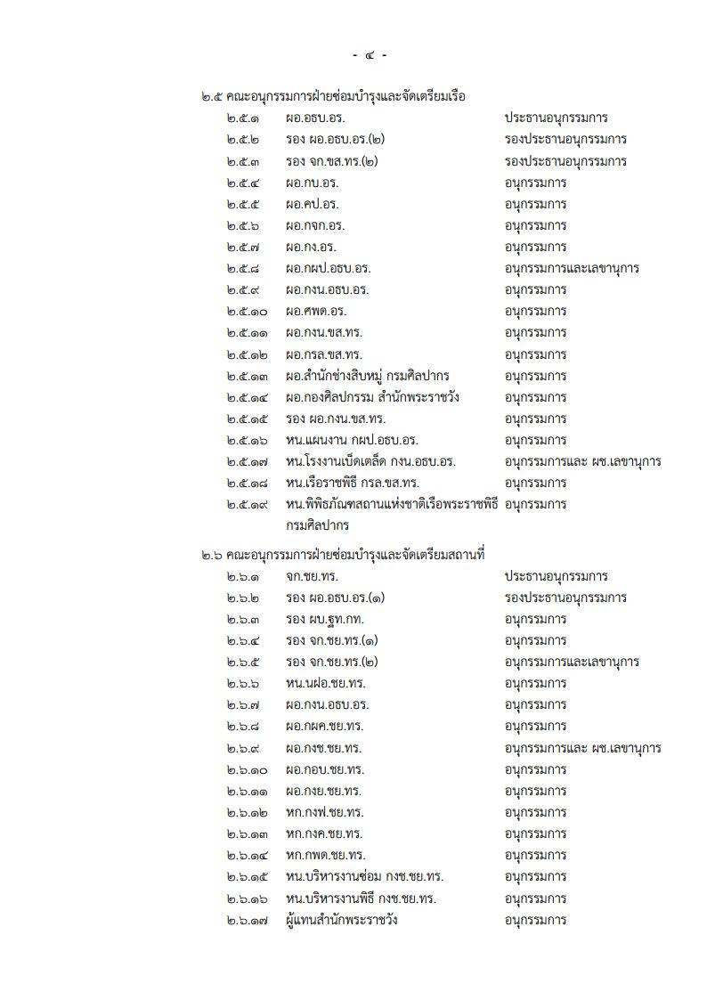 - ๔ -
๒.๕ คณะอนุกรรมการฝ่ายซ่อมบำรุงและจัดเตรียมเรือ
๒.๕.๑ ผอ.อธบ.อร. ประธานอนุกรรมการ
๒.๕.๒ รอง ผอ.อธบ.อร.(๒) รองประธานอนุกรรมการ
๒.๕.๓ รอง จก.ขส.ทร.(๒) รองประธานอนุกรรมการ
๒.๕.๔ ผอ.กบ.อร. อนุกรรมการ
๒.๕.๕ ผอ.คป.อร. อนุกรรมการ
๒.๕.๖ ผอ.กจก.อร. อนุกรรมการ
๒.๕.๗ ผอ.กง.อร. อนุกรรมการ
๒.๕.๘ ผอ.กผป.อธบ.อร. อนุกรรมการและเลขานุการ
๒.๕.๙ ผอ.กงน.อธบ.อร. อนุกรรมการ
๒.๕.๑๐ ผอ.ศพด.อร. อนุกรรมการ
๒.๕.๑๑ ผอ.กงน.ขส.ทร. อนุกรรมการ
๒.๕.๑๒ ผอ.กรล.ขส.ทร. อนุกรรมการ
๒.๕.๑๓ ผอ.สำนักช่างสิบหมู่ กรมศิลปากร อนุกรรมการ
๒.๕.๑๔ ผอ.กองศิลปกรรม สำนักพระราชวัง อนุกรรมการ
๒.๕.๑๕ รอง ผอ.กงน.ขส.ทร. อนุกรรมการ
๒.๕.๑๖ หน.แผนงาน กผป.อธบ.อร. อนุกรรมการ
๒.๕.๑๗ หน.โรงงานเบ็ดเตล็ด กงน.อธบ.อร. อนุกรรมการและ ผช.เลขานุการ
๒.๕.๑๘ หน.เรือราชพิธี กรล.ขส.ทร. อนุกรรมการ
๒.๕.๑๙ หน.พิพิธภัณฑสถานแห่งชาติเรือพระราชพิธี อนุกรรมการ
กรมศิลปากร
๒.๖ คณะอนุกรรมการฝ่ายซ่อมบำรุงและจัดเตรียมสถานที่
๒.๖.๑ จก.ชย.ทร. ประธานอนุกรรมการ
๒.๖.๒ รอง ผอ.อธบ.อร.(๑) รองประธานอนุกรรมการ
๒.๖.๓ รอง ผบ.ฐท.กท. อนุกรรมการ
๒.๖.๔ รอง จก.ชย.ทร.(๑) อนุกรรมการ
๒.๖.๕ รอง จก.ชย.ทร.(๒) อนุกรรมการและเลขานุการ
๒.๖.๖ หน.นฝอ.ชย.ทร. อนุกรรมการ
๒.๖.๗ ผอ.กงน.อธบ.อร. อนุกรรมการ
๒.๖.๘ ผอ.กผค.ชย.ทร. อนุกรรมการ
๒.๖.๙ ผอ.กงช.ชย.ทร. อนุกรรมการและ ผช.เลขานุการ
๒.๖.๑๐ ผอ.กอบ.ชย.ทร. อนุกรรมการ
๒.๖.๑๑ ผอ.กงย.ชย.ทร. อนุกรรมการ
๒.๖.๑๒ หก.กงฟ.ชย.ทร. อนุกรรมการ
๒.๖.๑๓ หก.กงค.ชย.ทร. อนุกรรมการ
๒.๖.๑๔ หก.กพด.ชย.ทร. อนุกรรมการ
๒.๖.๑๕ หน.บริหารงานซ่อม กงช.ชย.ทร. อนุกรรมการ
๒.๖.๑๖ หน.บริหารงานพิธี กงช.ชย.ทร. อนุกรรมการ
๒.๖.๑๗ ผู้แทนสำนักพระราชวัง อนุกรรมการ